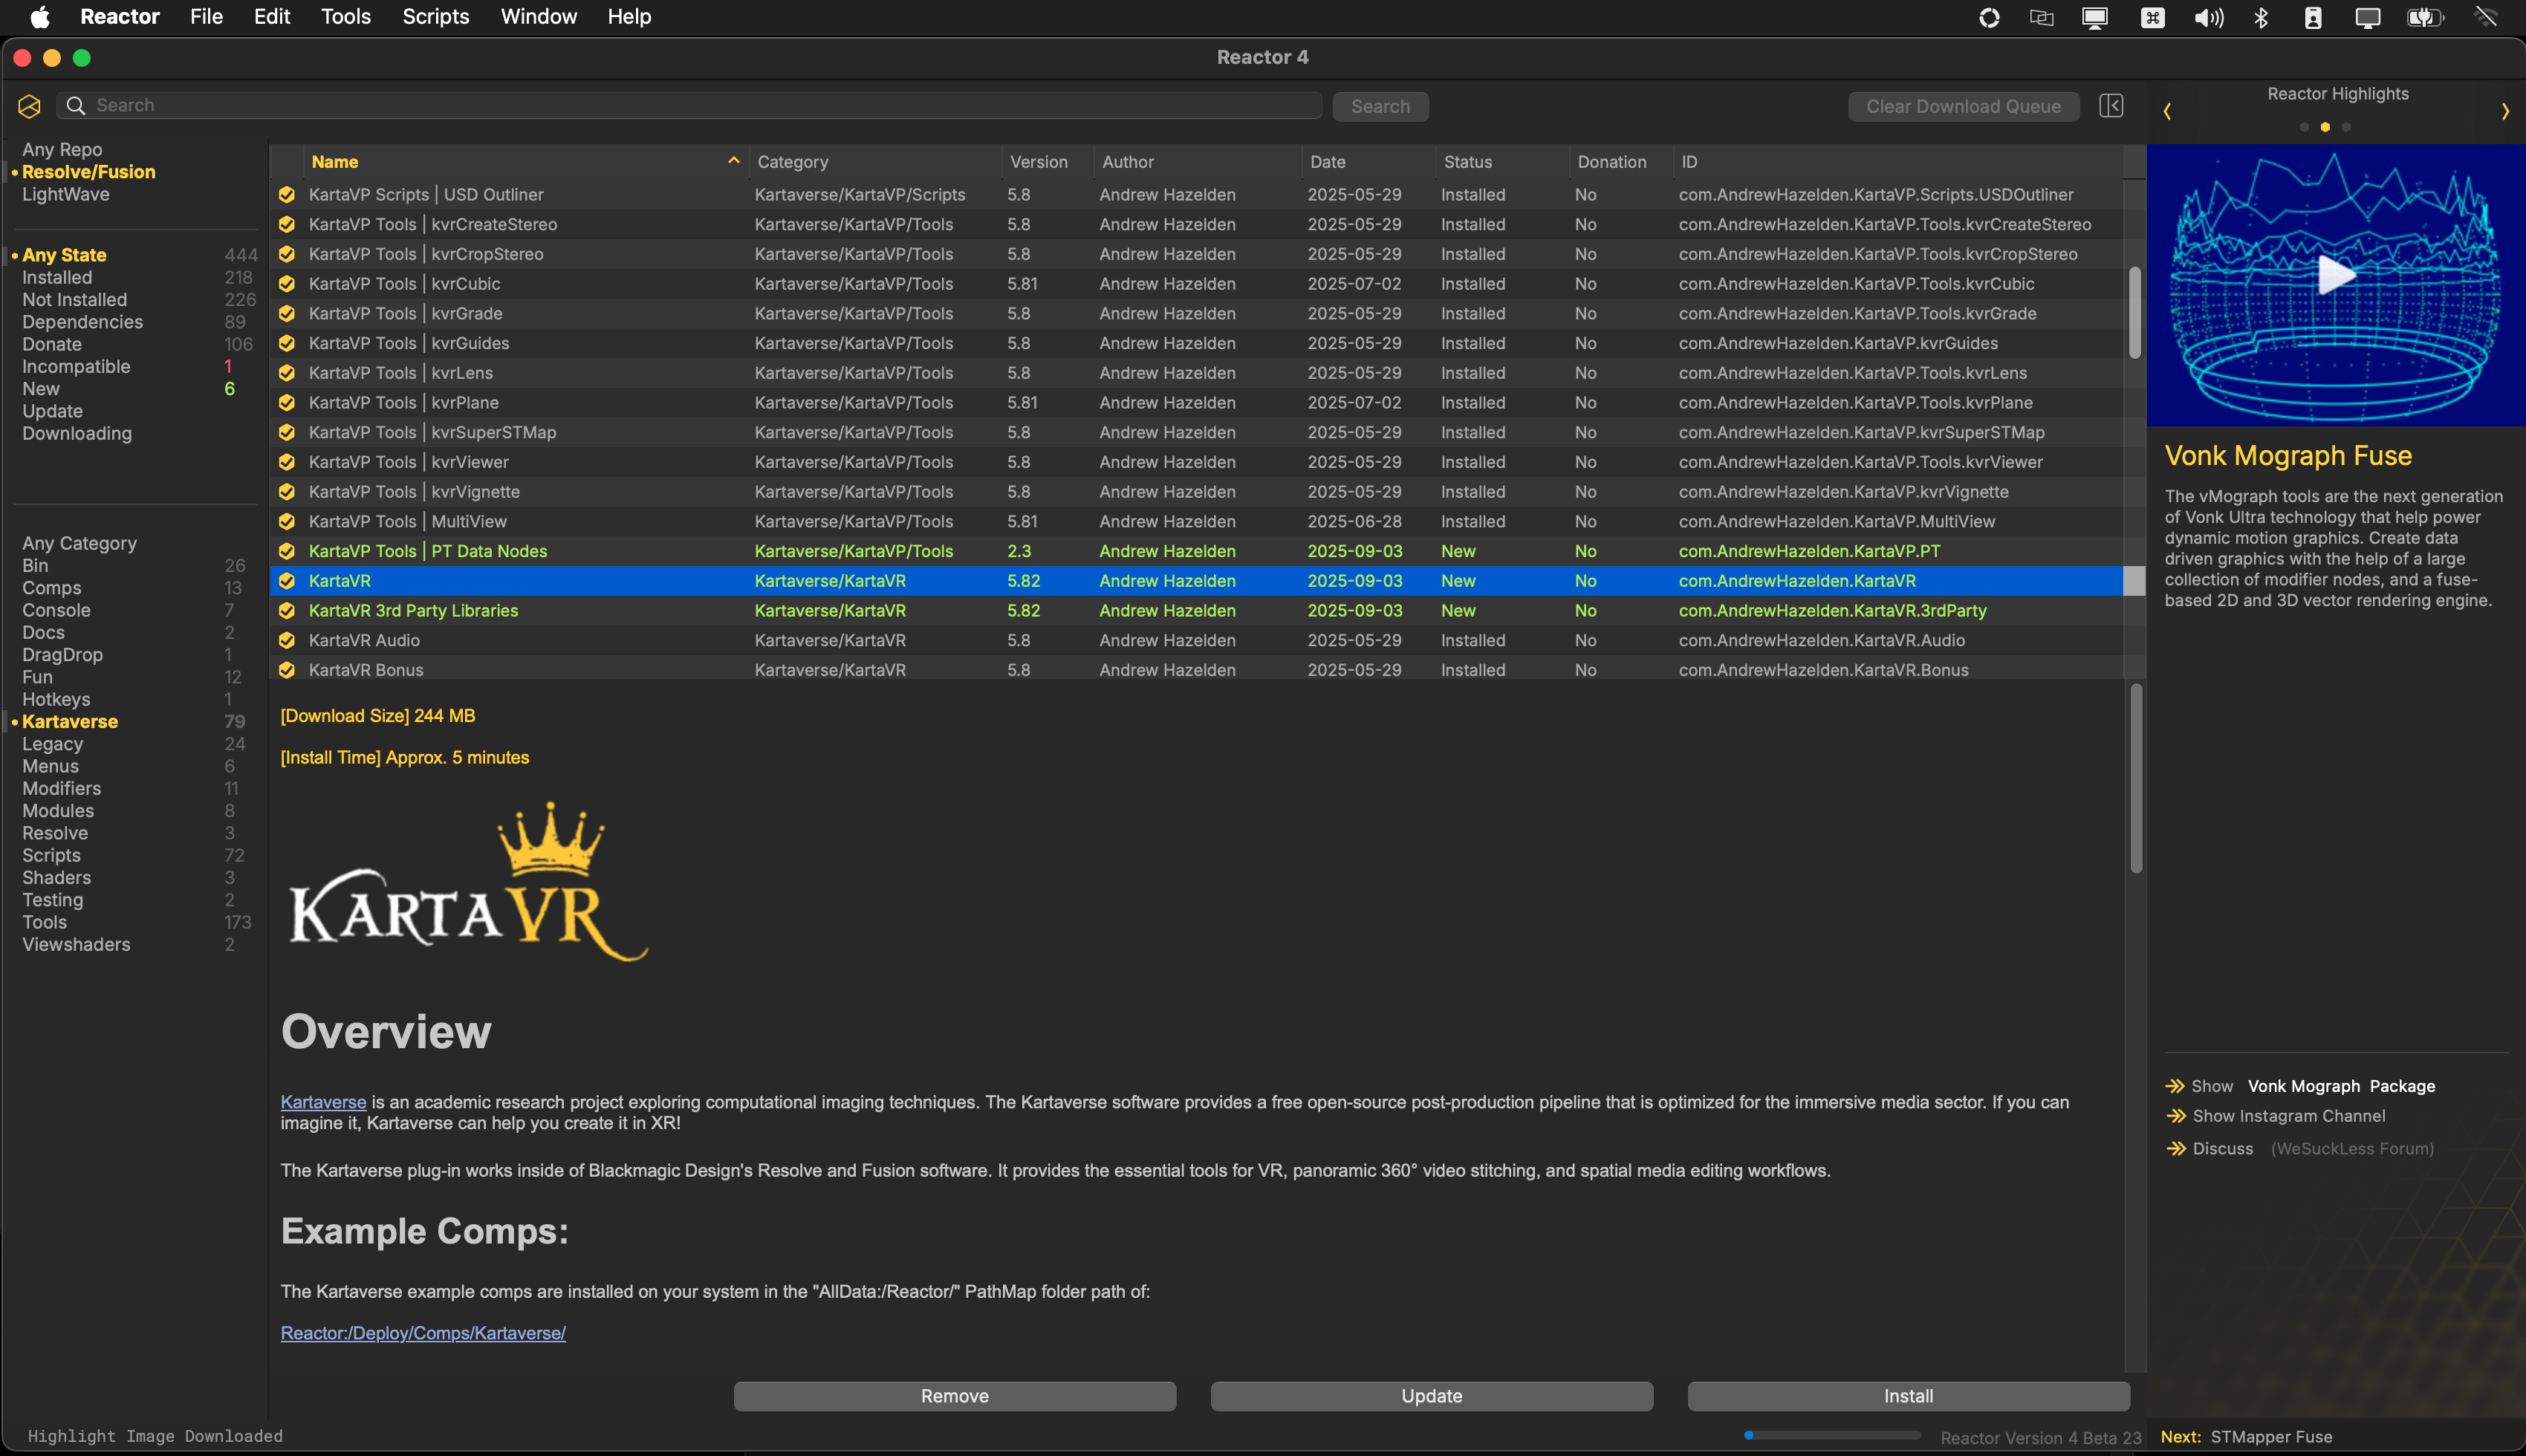 Reactor File Edit Tools Scripts Window Help
Reactor 4
Search
Search
Clear Download Queue
Any Repo
Resolve/Fusion
LightWave
Any State 444
Installed 218
Not Installed 226
Dependencies 89
Donate 106
Incompatible 1
New 6
Update
Downloading
Any Category
Bin 26
Comps 13
Console 7
Docs 2
DragDrop 1
Fun 12
Hotkeys 1
Kartaverse 79
Legacy 24
Menus 6
Modifiers 11
Modules 8
Resolve 3
Scripts 72
Shaders 3
Testing 2
Tools 173
Viewshaders 2
Name Category Version Author Date Status Donation ID
KartaVP Scripts | USD Outliner Kartaverse/KartaVP/Scripts 5.8 Andrew Hazelden 2025-05-29 Installed No com.AndrewHazelden.KartaVP.Scripts.USDOutliner
KartaVP Tools | kvrCreateStereo Kartaverse/KartaVP/Tools 5.8 Andrew Hazelden 2025-05-29 Installed No com.AndrewHazelden.KartaVP.Tools.kvrCreateStereo
KartaVP Tools | kvrCropStereo Kartaverse/KartaVP/Tools 5.8 Andrew Hazelden 2025-05-29 Installed No com.AndrewHazelden.KartaVP.Tools.kvrCropStereo
KartaVP Tools | kvrCubic Kartaverse/KartaVP/Tools 5.81 Andrew Hazelden 2025-07-02 Installed No com.AndrewHazelden.KartaVP.Tools.kvrCubic
KartaVP Tools | kvrGrade Kartaverse/KartaVP/Tools 5.8 Andrew Hazelden 2025-05-29 Installed No com.AndrewHazelden.KartaVP.Tools.kvrGrade
KartaVP Tools | kvrGuides Kartaverse/KartaVP/Tools 5.8 Andrew Hazelden 2025-05-29 Installed No com.AndrewHazelden.KartaVP.kvrGuides
KartaVP Tools | kvrLens Kartaverse/KartaVP/Tools 5.8 Andrew Hazelden 2025-05-29 Installed No com.AndrewHazelden.KartaVP.Tools.kvrLens
KartaVP Tools | kvrPlane Kartaverse/KartaVP/Tools 5.81 Andrew Hazelden 2025-07-02 Installed No com.AndrewHazelden.KartaVP.Tools.kvrPlane
KartaVP Tools | kvrSuperSTMap Kartaverse/KartaVP/Tools 5.8 Andrew Hazelden 2025-05-29 Installed No com.AndrewHazelden.KartaVP.kvrSuperSTMap
KartaVP Tools | kvrViewer Kartaverse/KartaVP/Tools 5.8 Andrew Hazelden 2025-05-29 Installed No com.AndrewHazelden.KartaVP.Tools.kvrViewer
KartaVP Tools | kvrVignette Kartaverse/KartaVP/Tools 5.8 Andrew Hazelden 2025-05-29 Installed No com.AndrewHazelden.KartaVP.kvrVignette
KartaVP Tools | MultiView Kartaverse/KartaVP/Tools 5.81 Andrew Hazelden 2025-06-28 Installed No com.AndrewHazelden.KartaVP.MultiView
KartaVP Tools | PT Data Nodes Kartaverse/KartaVP/Tools 2.3 Andrew Hazelden 2025-09-03 New No com.AndrewHazelden.KartaVP.PT
KartaVR Kartaverse/KartaVR 5.82 Andrew Hazelden 2025-09-03 New No com.AndrewHazelden.KartaVR
KartaVR 3rd Party Libraries Kartaverse/KartaVR 5.82 Andrew Hazelden 2025-09-03 New No com.AndrewHazelden.KartaVR.3rdParty
KartaVR Audio Kartaverse/KartaVR 5.8 Andrew Hazelden 2025-05-29 Installed No com.AndrewHazelden.KartaVR.Audio
KartaVR Bonus Kartaverse/KartaVR 5.8 Andrew Hazelden 2025-05-29 Installed No com.AndrewHazelden.KartaVR.Bonus
[Download Size] 244 MB
[Install Time] Approx. 5 minutes
KARTAVR
Overview
Kartaverse is an academic research project exploring computational imaging techniques. The Kartaverse software provides a free open-source post-production pipeline that is optimized for the immersive media sector. If you can
imagine it, Kartaverse can help you create it in XR!
The Kartaverse plug-in works inside of Blackmagic Design's Resolve and Fusion software. It provides the essential tools for VR, panoramic 360° video stitching, and spatial media editing workflows.
Example Comps:
The Kartaverse example comps are installed on your system in the "AllData:/Reactor/" PathMap folder path of:
Reactor:/Deploy/Comps/Kartaverse/
Remove Update Install
Highlight Image Downloaded
Reactor Version 4 Beta 23
Reactor Highlights
Vonk Mograph Fuse
The vMograph tools are the next generation
of Vonk Ultra technology that help power
dynamic motion graphics. Create data
driven graphics with the help of a large
collection of modifier nodes, and a fuse-
based 2D and 3D vector rendering engine.
Show Vonk Mograph Package
Show Instagram Channel
Discuss (WeSuckLess Forum)
Next: STMapper Fuse